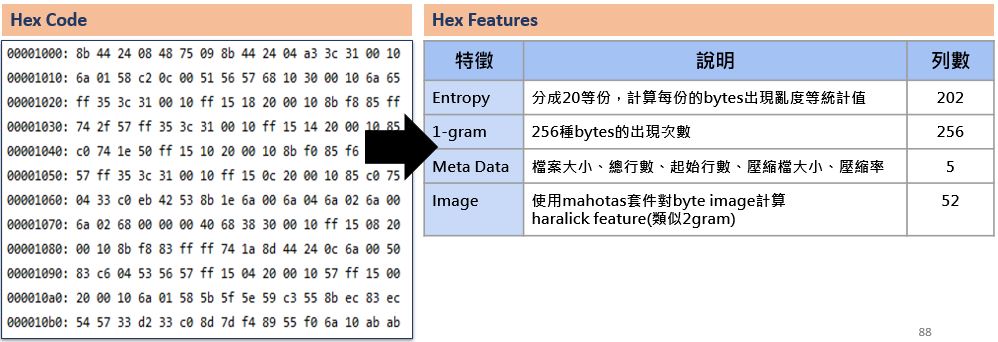 Hex Code
00001000: 8b 44 24 08 48 75 09 8b 44 24 04 a3 3c 31 00 10
00001010: 6a 01 58 c2 0c 00 51 56 57 68 10 30 00 10 6a 65
00001020: ff 35 3c 31 00 10 ff 15 18 20 00 10 8b f8 85 ff
00001030: 74 2f 57 ff 35 3c 31 00 10 ff 15 14 20 00 10 85
00001040: c0 74 1e 50 ff 15 10 20 00 10 8b f0 85 f6
00001050: 57 ff 35 3c 31 00 10 ff 15 0c 20 00 10 85 c0 75
00001060: 04 33 c0 eb 42 53 8b 1e 6a 00 6a 04 6a 02 6a 00
00001070: 6a 02 68 00 00 00 40 68 38 30 00 10 ff 15 08 20
00001080: 00 10 8b f8 83 ff ff 74 1a 8d 44 24 0c 6a 00 50
00001090: 83 c6 04 53 56 57 ff 15 04 20 00 10 57 ff 15 00
000010a0: 20 00 10 6a 01 58 5b 5f 5e 59 c3 55 8b ec 83 ec
000010b0: 54 57 33 d2 33 c0 8d 7d f4 89 55 f0 6a 10 ab ab
Hex Features
特徵 說明 列數
Entropy 分成20等份，計算每份的bytes出現亂度等統計值 202
1-gram 256種bytes的出現次數 256
Meta Data 檔案大小、總行數、起始行數、壓縮檔大小、壓縮率 5
Image 使用mahotas套件對byte image計算 52
haralick feature(類似2gram)
88